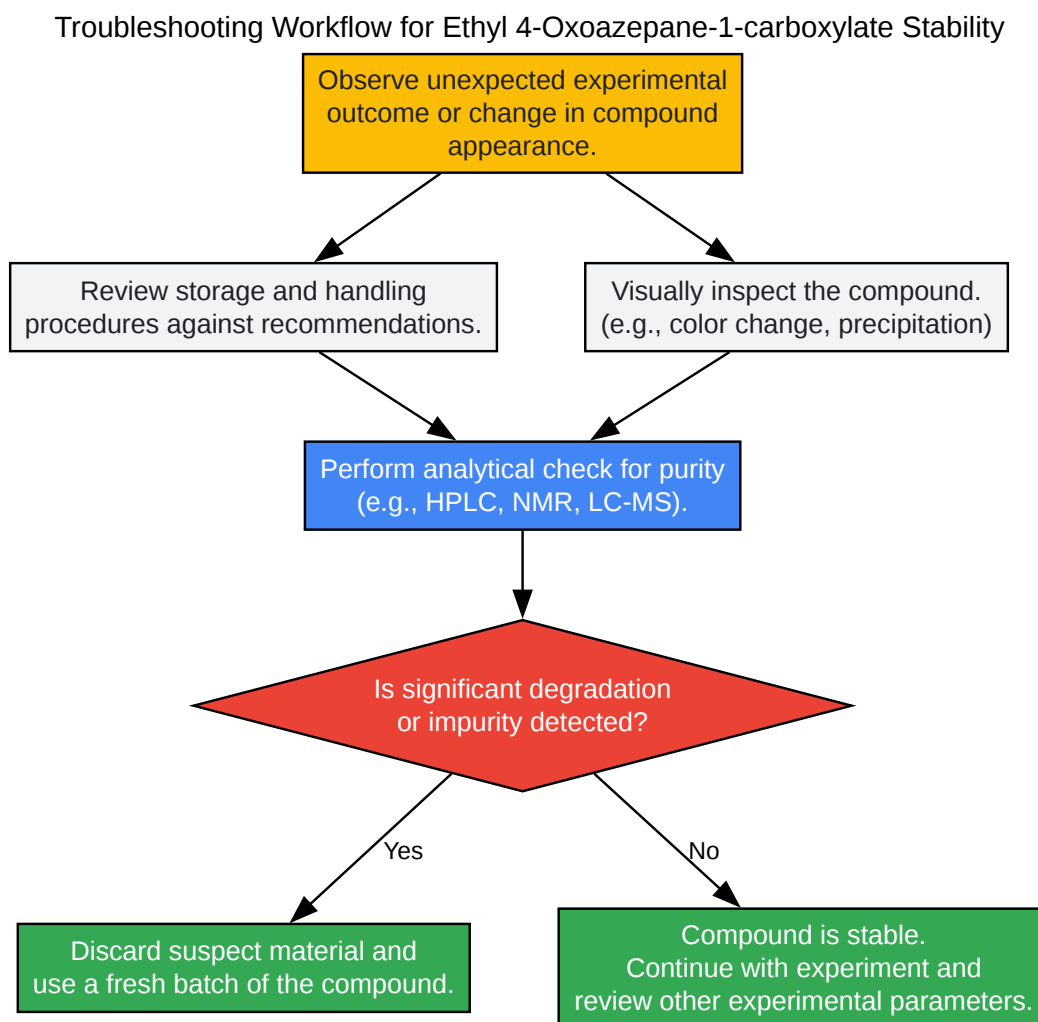 Troubleshooting Workflow for Ethyl 4-Oxoazepane-1-carboxylate Stability
Observe unexpected experimental
outcome or change in compound
appearance.
Review storage and handling
procedures against recommendations.
Visually inspect the compound.
(e.g., color change, precipitation)
Perform analytical check for purity
(e.g., HPLC, NMR, LC-MS).
Is significant degradation
or impurity detected?
Yes
No
Discard suspect material and
use a fresh batch of the compound.
Compound is stable.
Continue with experiment and
review other experimental parameters.